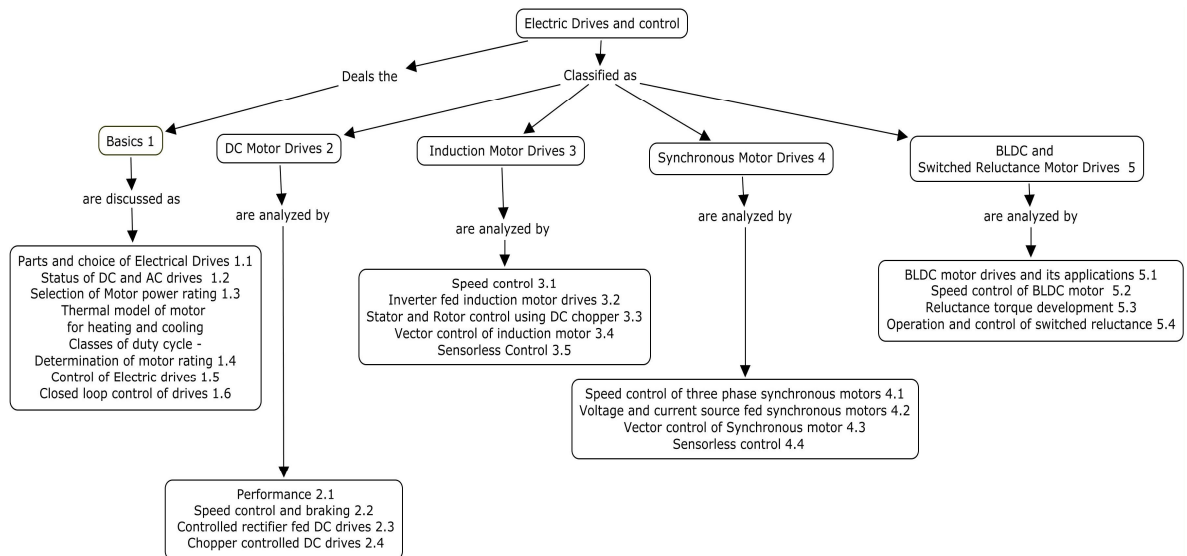 Electric Drives and control
Deals the
Classified as
Basics 1
DC Motor Drives 2
Induction Motor Drives 3
Synchronous Motor Drives 4
BLDC and
Switched Reluctance Motor Drives 5
are discussed as
are analyzed by
are analyzed by
are analyzed by
are analyzed by
Parts and choice of Electrical Drives 1.1
Status of DC and AC drives 1.2
Selection of Motor power rating 1.3
Thermal model of motor
for heating and cooling
Classes of duty cycle -
Determination of motor rating 1.4
Control of Electric drives 1.5
Closed loop control of drives 1.6
Speed control 3.1
Inverter fed induction motor drives 3.2
Stator and Rotor control using DC chopper 3.3
Vector control of induction motor 3.4
Sensorless Control 3.5
BLDC motor drives and its applications 5.1
Speed control of BLDC motor 5.2
Reluctance torque development 5.3
Operation and control of switched reluctance 5.4
Speed control of three phase synchronous motors 4.1
Voltage and current source fed synchronous motors 4.2
Vector control of Synchronous motor 4.3
Sensorless control 4.4
Performance 2.1
Speed control and braking 2.2
Controlled rectifier fed DC drives 2.3
Chopper controlled DC drives 2.4